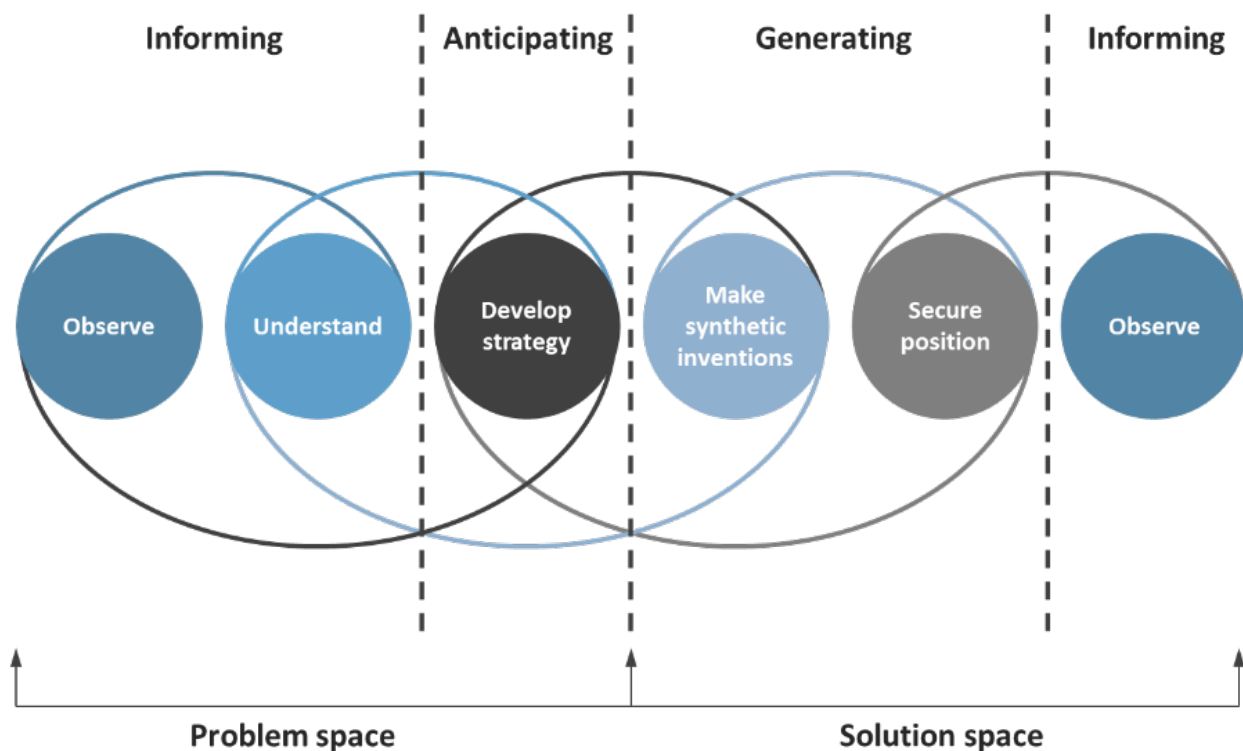 Informing
Anticipating
Generating
Informing
Observe
Understand
Develop
strategy
Make
synthetic
inventions
Secure
position
Observe
Problem space
Solution space